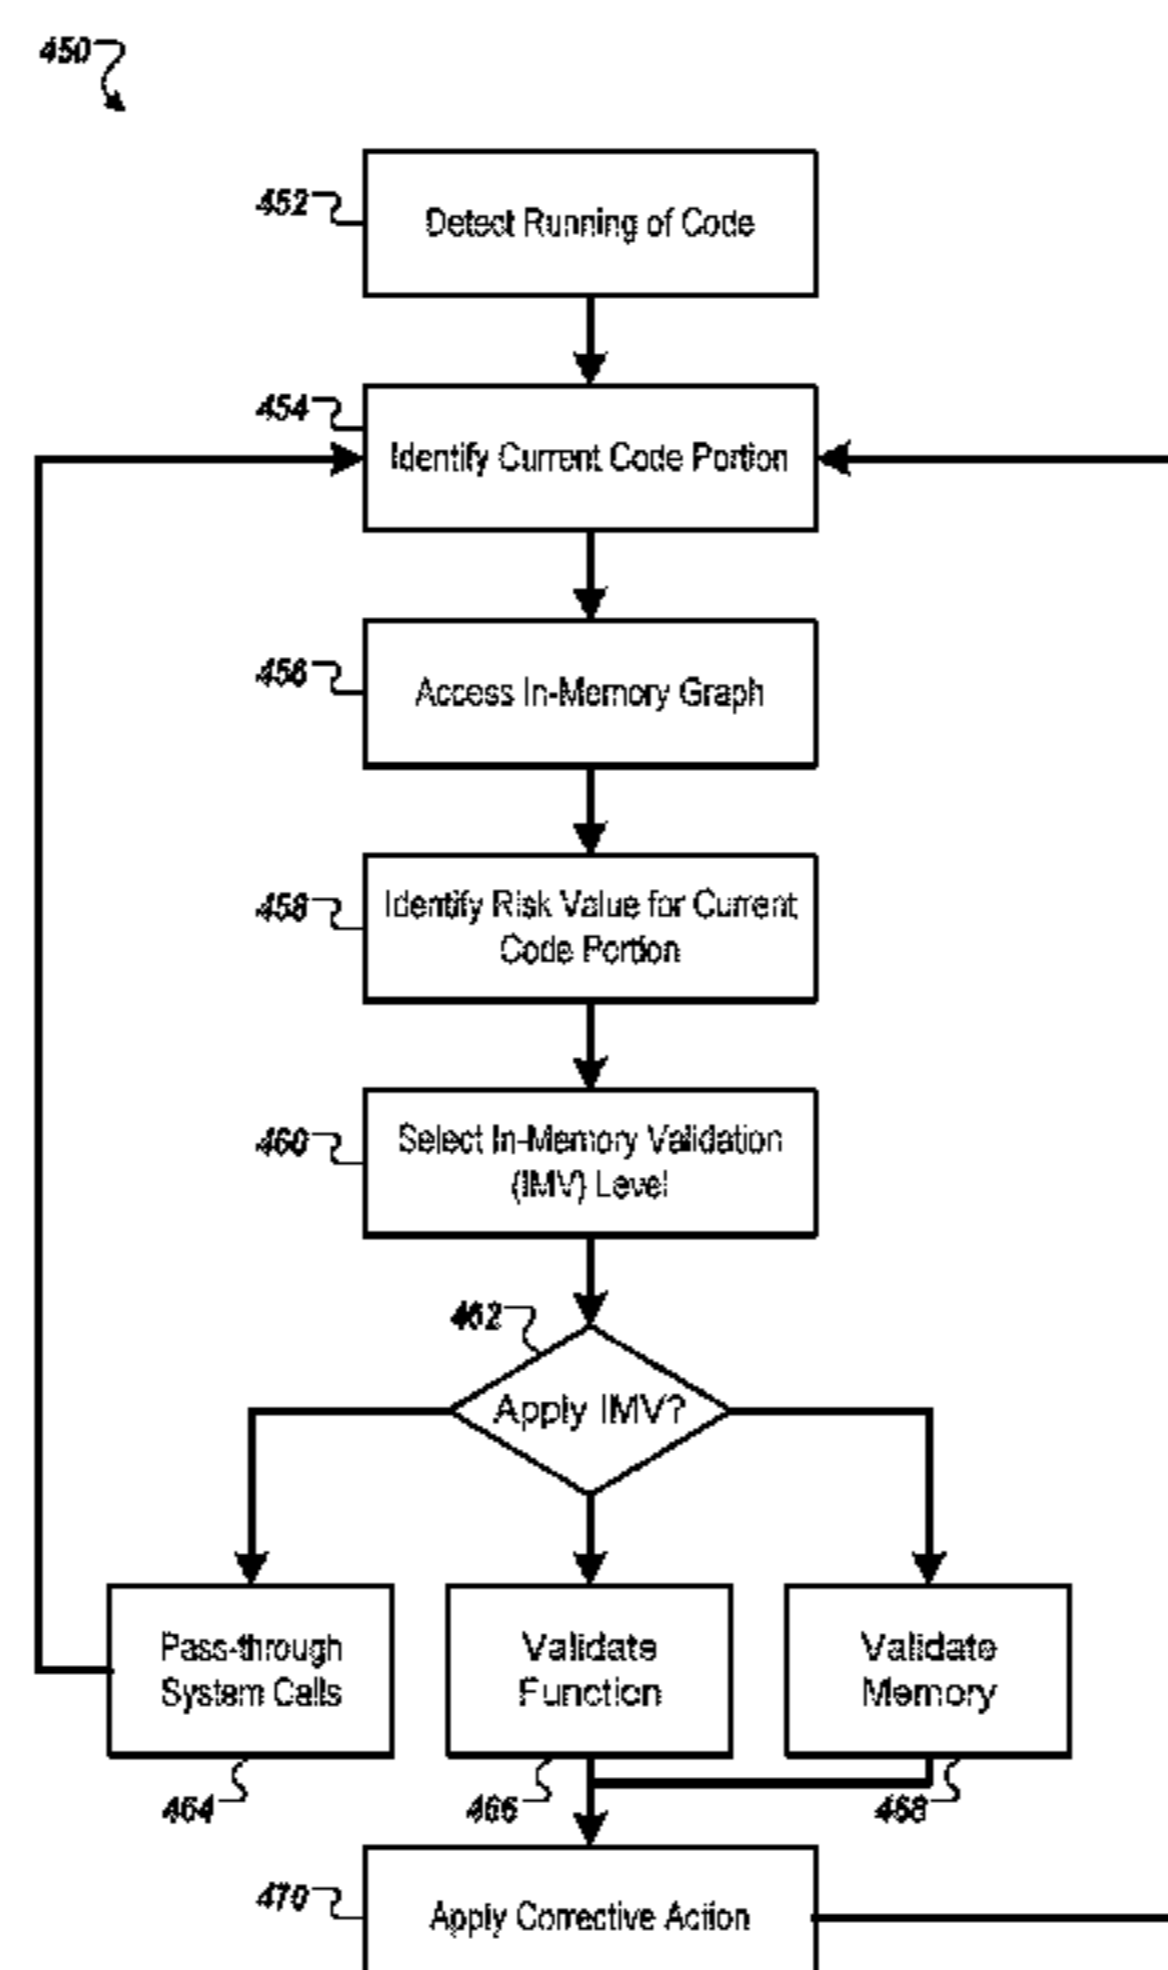 450
452
Detect Running of Code
454
Identify Current Code Portion
456
Access In-Memory Graph
458
Identify Risk Value for Current
Code Portion
460
Select In-Memory Validation
(IMV) Level
462
Apply IMV?
Pass-through
System Calls
Validate
Function
Validate
Memory
464
466
468
470
Apply Corrective Action